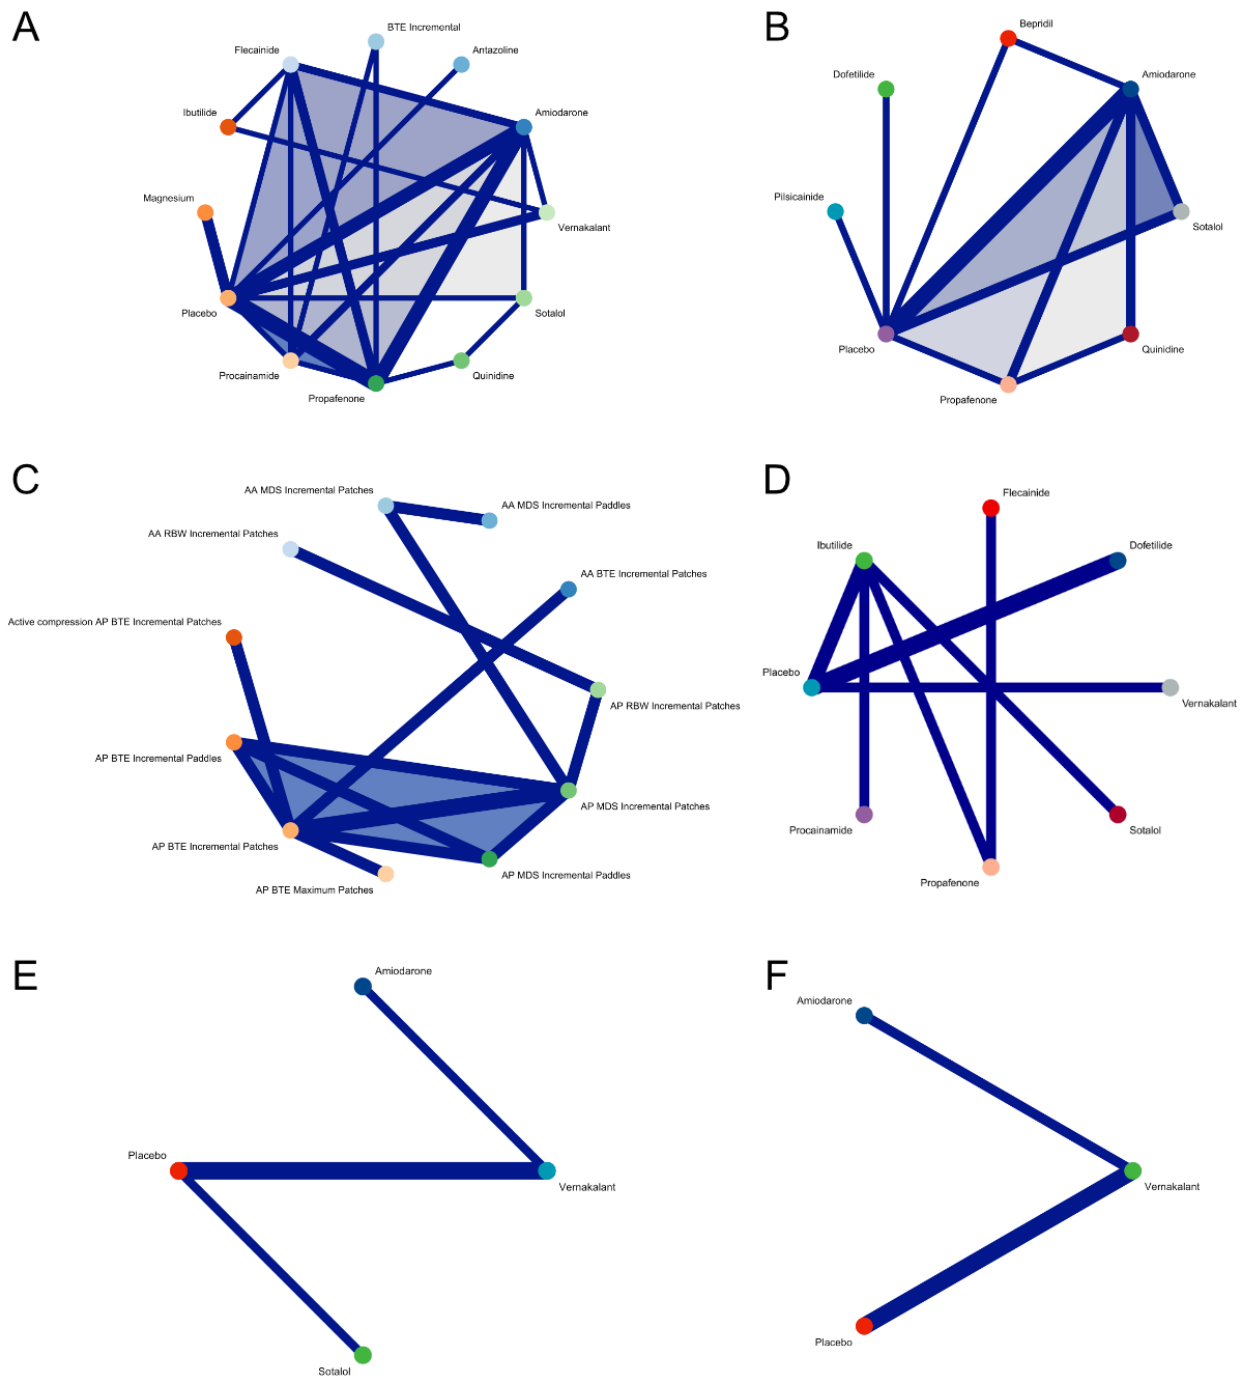 A
BTE Incremental
Flecainide
Antazoline
Ibutilide
Amiodarone
Magnesium
Vernakalant
Placebo
Sotalol
Procainamide
Quinidine
Propafenone
B
Bepridil
Dofetilide
Amiodarone
Pilsicainide
Sotalol
Placebo
Quinidine
Propafenone
C
AA MDS Incremental Patches
AA MDS Incremental Paddles
AA RBW Incremental Patches
AA BTE Incremental Patches
Active compression AP BTE Incremental Patches
AP RBW Incremental Patches
AP BTE Incremental Paddles
AP MDS Incremental Patches
AP BTE Incremental Patches
AP MDS Incremental Paddles
AP BTE Maximum Patches
D
Flecainide
Ibutilide
Dofetilide
Placebo
Vernakalant
Procainamide
Sotalol
Propafenone
E
Amiodarone
Placebo
Vernakalant
Sotalol
F
Amiodarone
Vernakalant
Placebo